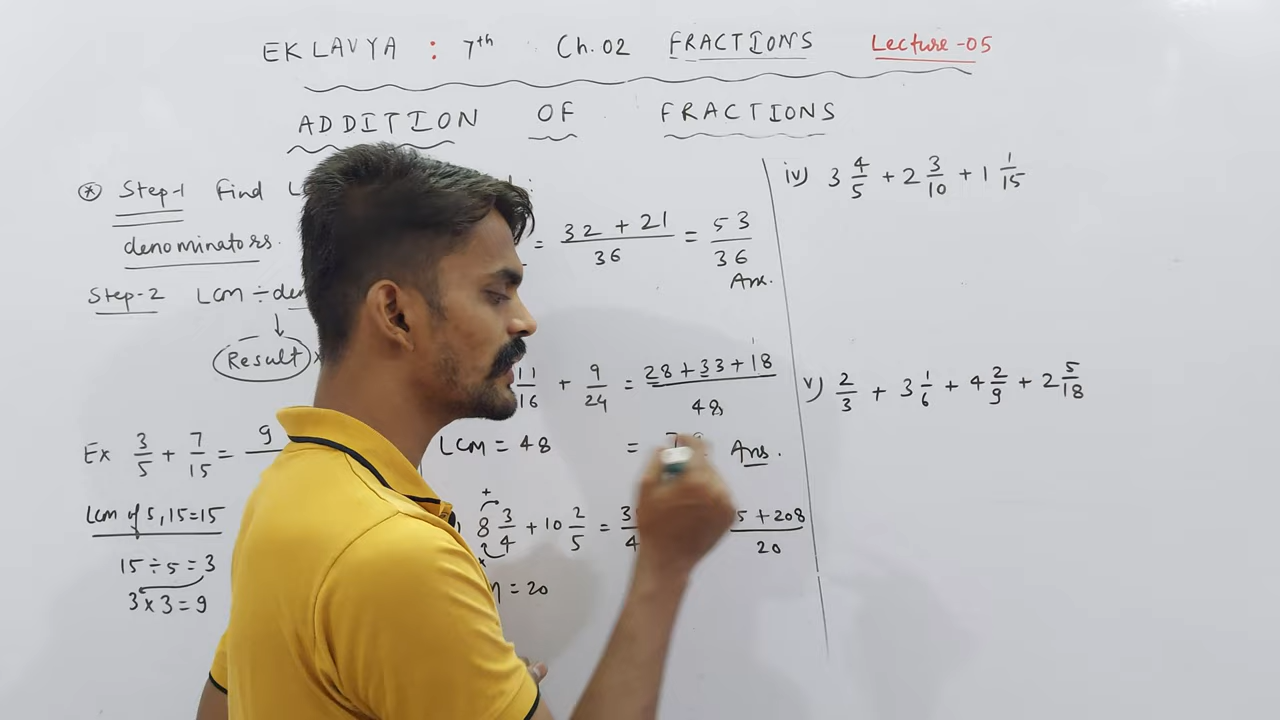 EKLAVYA : 7th Ch. 02 FRACTIONS Lecture -05
ADDITION OF FRACTIONS
⊛ Step-1 Find
denominators.
Step-2 LCM ÷
Result ×
Ex 3/5 + 7/15 = 9
LCM of 5, 15 = 15
15 ÷ 5 = 3
3 × 3 = 9
= (32 + 21)/36 = 53/36
Ans.
11/16 + 9/24 = (28 + 33 + 18)/48
LCM = 48 = Ans.
8 3/4 + 10 2/5 = + 208/20
= 20
iv) 3 4/5 + 2 3/10 + 1 1/15
v) 2/3 + 3 1/6 + 4 2/9 + 2 5/18